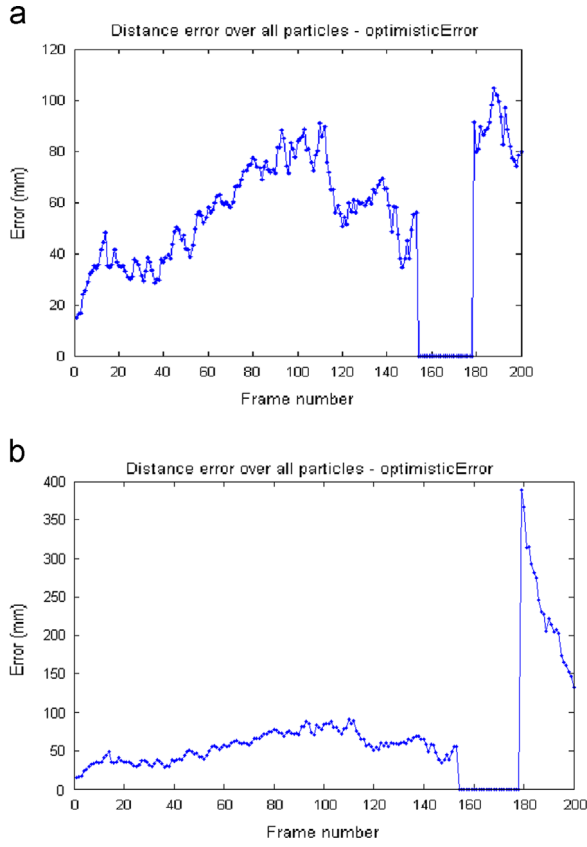 a
Distance error over all particles - optimisticError
120
100
80
60
40
20
0
Error (mm)
0 20 40 60 80 100 120 140 160 180 200
Frame number
b
Distance error over all particles - optimisticError
400
350
300
250
200
150
100
50
0
Error (mm)
0 20 40 60 80 100 120 140 160 180 200
Frame number